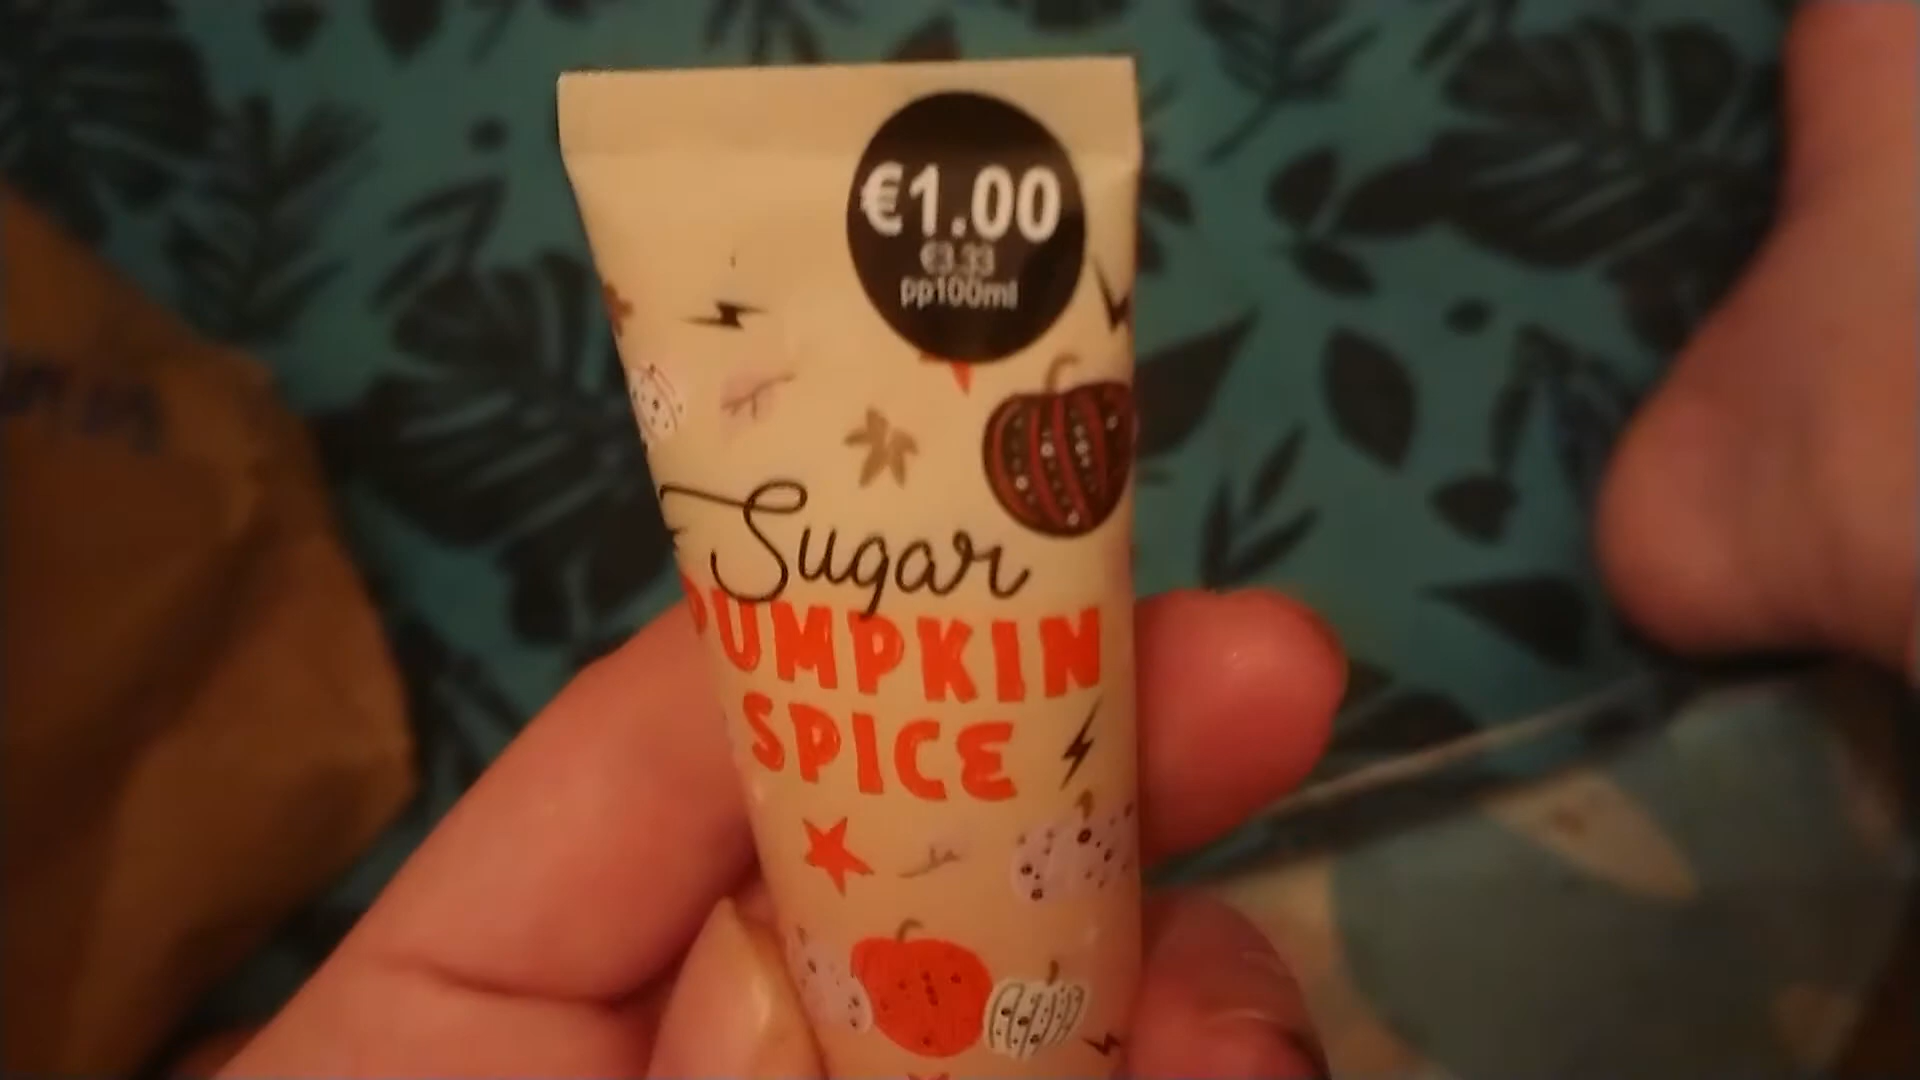 €1.00
€3.33
pp100ml
Sugar
PUMPKIN
SPICE